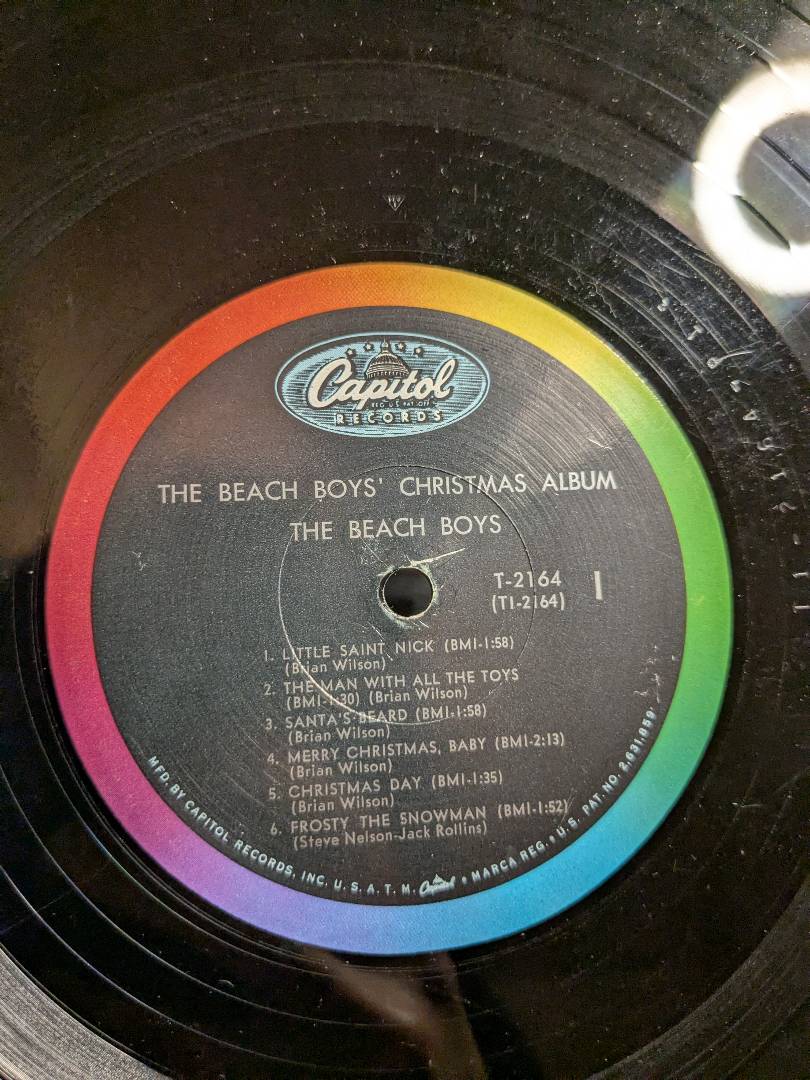 Capitol
REG. U.S. PAT. OFF.
RECORDS
THE BEACH BOYS' CHRISTMAS ALBUM
THE BEACH BOYS
T-2164
(T1-2164)
1
1. LITTLE SAINT NICK (BMI-1:58)
(Brian Wilson)
2. THE MAN WITH ALL THE TOYS
(BMI-1:30) (Brian Wilson)
3. SANTA'S BEARD (BMI-1:58)
(Brian Wilson)
4. MERRY CHRISTMAS, BABY (BMI-2:13)
(Brian Wilson)
5. CHRISTMAS DAY (BMI-1:35)
(Brian Wilson)
6. FROSTY THE SNOWMAN (BMI-1:52)
(Steve Nelson-Jack Rollins)
MFD. BY CAPITOL RECORDS, INC. U. S. A. T. M. Capitol • MARCA REG. • U. S. PAT. NO. 2,631,859